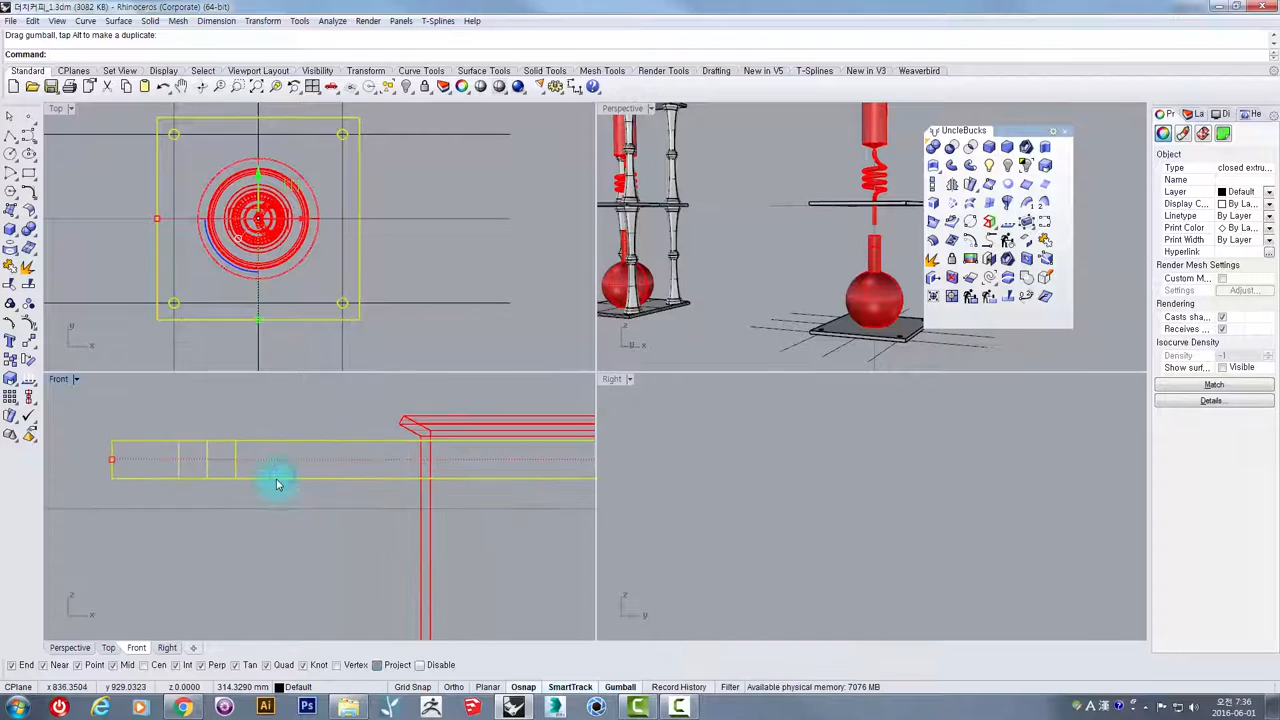 더치커피_1.3dm (3082 KB) - Rhinoceros (Corporate) (64-bit)
File Edit View Curve Surface Solid Mesh Dimension Transform Tools Analyze Render Panels T-Splines Help
Drag gumball, tap Alt to make a duplicate:
Command:
Standard CPlanes Set View Display Select Viewport Layout Visibility Transform Curve Tools Surface Tools Solid Tools Mesh Tools Render Tools Drafting New in V5 T-Splines New in V3 Weaverbird
Top
y
x
Perspective
UncleBucks
z
y x
Front
z
x
Right
z
y
Pr La Di He
Object
Type closed extru...
Name
Layer Default
Display C... By La...
Linetype By Layer
Print Color By L...
Print Width By Layer
Hyperlink
Render Mesh Settings
Custom M...
Settings Adjust...
Rendering
Casts sha...
Receives ...
Isocurve Density
Density -1
Show surf... Visible
Match
Details...
Perspective Top Front Right
End Near Point Mid Cen Int Perp Tan Quad Knot Vertex Project Disable
CPlane x 836.3504 y 929.0323 z 0.0000 314.3290 mm Default Grid Snap Ortho Planar Osnap SmartTrack Gumball Record History Filter Available physical memory: 7076 MB
Ai Ps A 漢
오전 7:36
2016-06-01